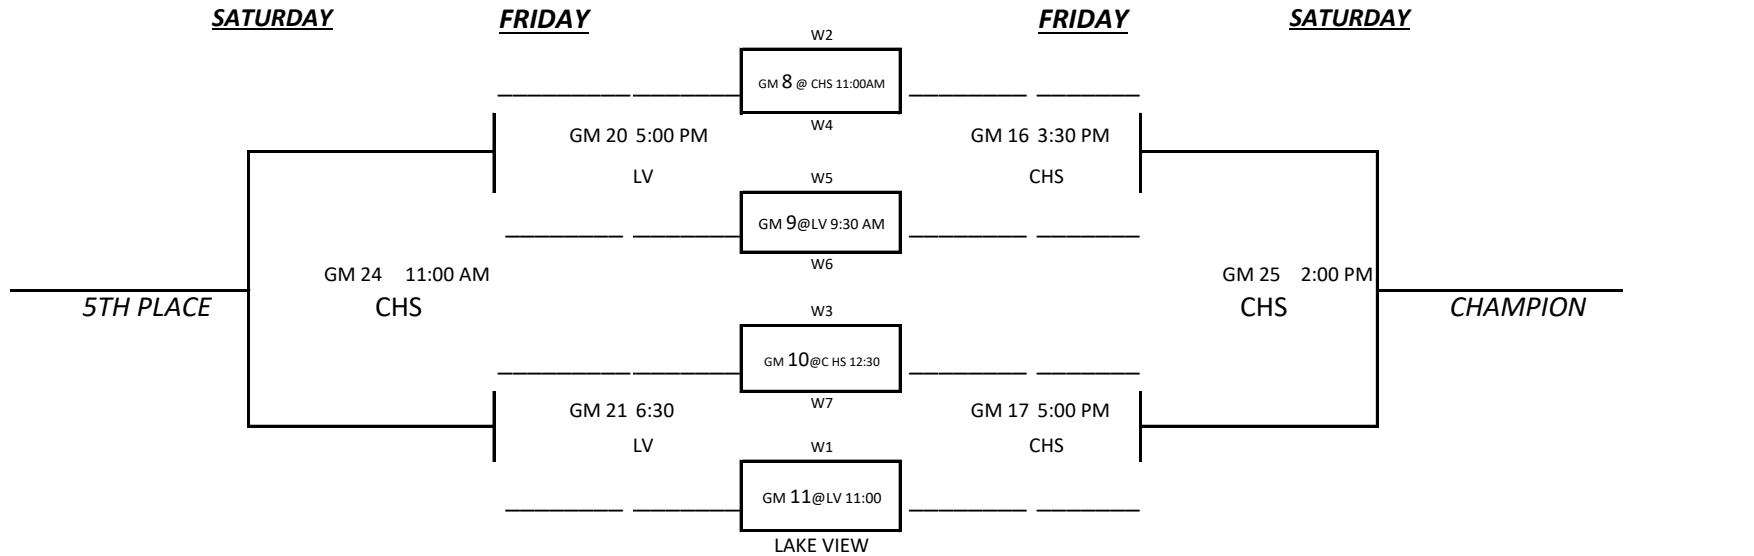 SATURDAY FRIDAY FRIDAY SATURDAY
W2
GM 8 @ CHS 11:00AM
W4
GM 20 5:00 PM GM 16 3:30 PM
LV CHS
W5
GM 9@LV 9:30 AM
W6
GM 24 11:00 AM GM 25 2:00 PM
5TH PLACE CHS CHS CHAMPION
W3
GM 10@C HS 12:30
W7
GM 21 6:30 GM 17 5:00 PM
LV CHS
W1
GM 11@LV 11:00
LAKE VIEW